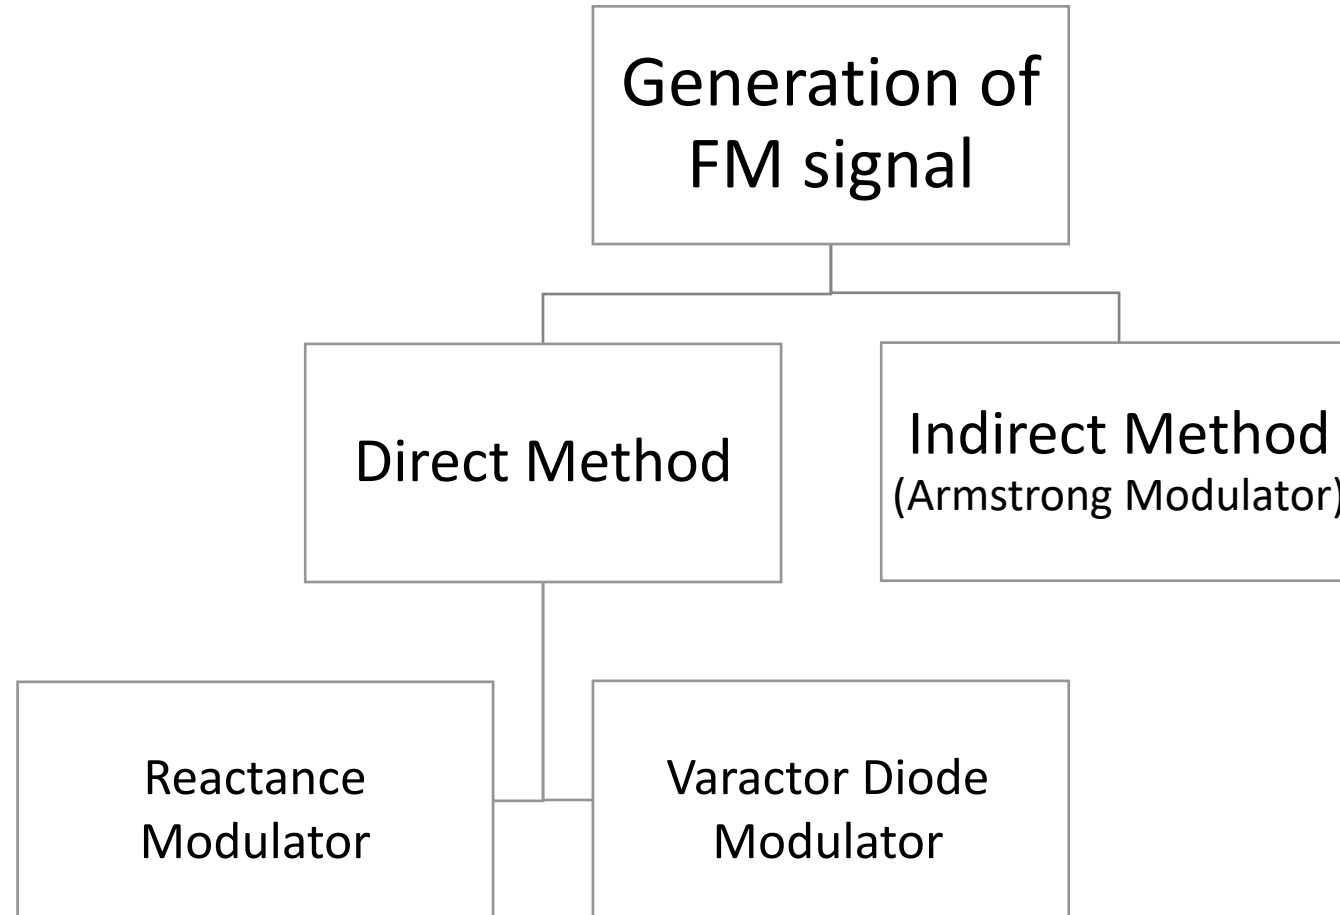 Generation of
FM signal
Direct Method
Indirect Method
(Armstrong Modulator)
Reactance
Modulator
Varactor Diode
Modulator